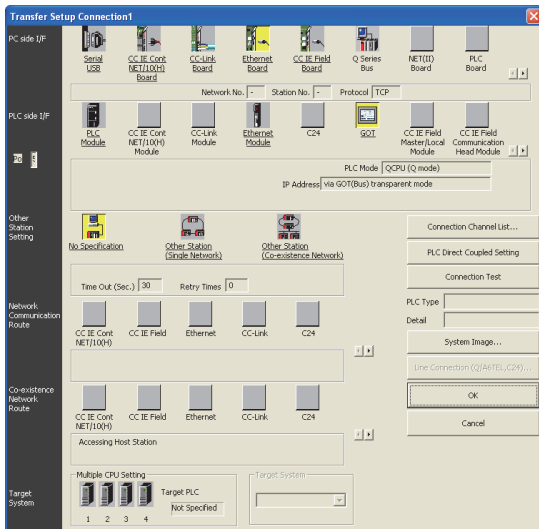 Transfer Setup Connection1
PC side I/F
Serial
USB
CC IE Cont
NET/10(H)
Board
CC-Link
Board
Ethernet
Board
CC IE Field
Board
Q Series
Bus
NET(II)
Board
PLC
Board
Network No. -
Station No. -
Protocol TCP
PLC side I/F
PLC
Module
CC IE Cont
NET/10(H)
Module
CC-Link
Module
Ethernet
Module
C24
GOT
CC IE Field
Master/Local
Module
CC IE Field
Communication
Head Module
PLC Mode QCPU (Q mode)
IP Address via GOT(Bus) transparent mode
Other
Station
Setting
No Specification
Other Station
(Single Network)
Other Station
(Co-existence Network)
Time Out (Sec.) 30
Retry Times 0
Connection Channel List...
PLC Direct Coupled Setting
Connection Test
PLC Type
Detail
System Image...
Line Connection (Q/A6TEL,C24)...
OK
Cancel
Network
Communication
Route
CC IE Cont
NET/10(H)
CC IE Field
Ethernet
CC-Link
C24
Co-existence
Network
Route
CC IE Cont
NET/10(H)
CC IE Field
Ethernet
CC-Link
C24
Accessing Host Station
Target
System
Multiple CPU Setting
1 2 3 4
Target PLC
Not Specified
Target System